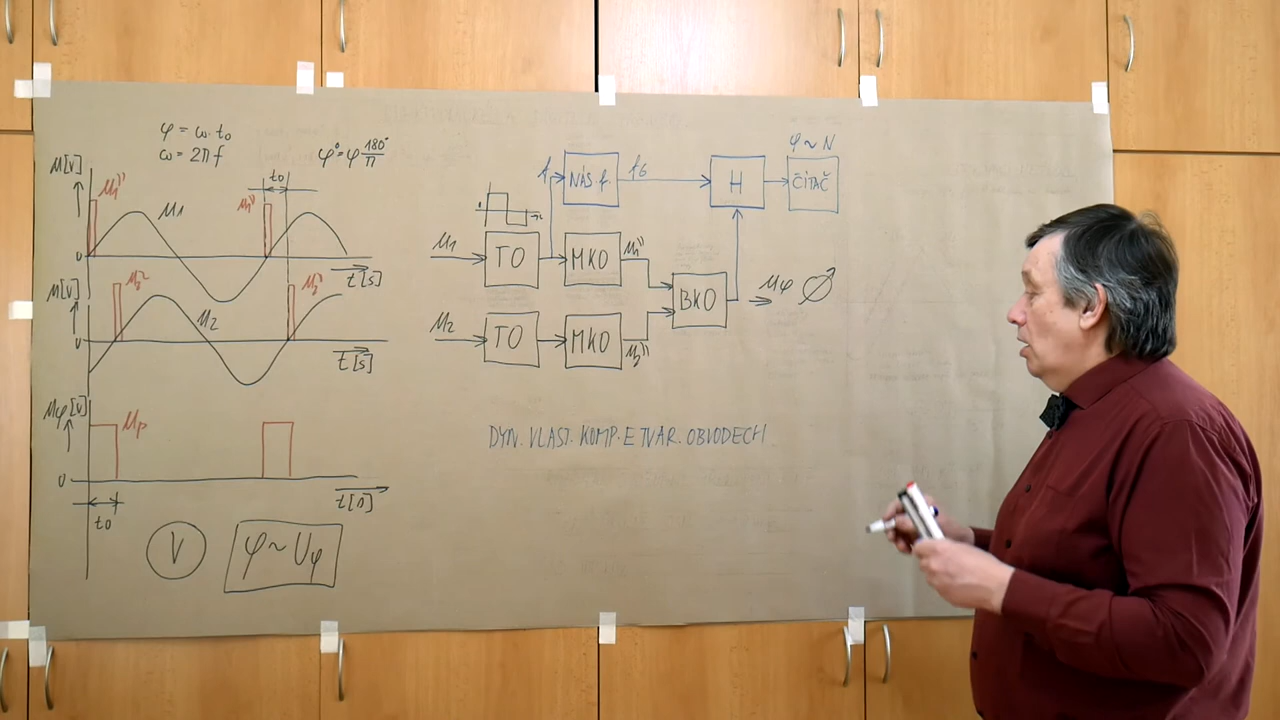 φ = ω · t₀
ω = 2πf
φ° = φ 180°/π
u[V]
u₁"
u₁
u₁"
t₀
0
t[s]
u[V]
u₂"
u₂
u₂"
0
t[s]
uφ[V]
up
0
t₀
t[s]
V
φ ~ Uφ
φ ~ N
f₁
NÁS. f.
fG
H
ČÍTAČ
u₁
TO
MKO
u₁"
BKO
uφ
u₂
TO
MKO
u₂"
DYN. VLAST. KOMP. E TVAR. OBVODECH